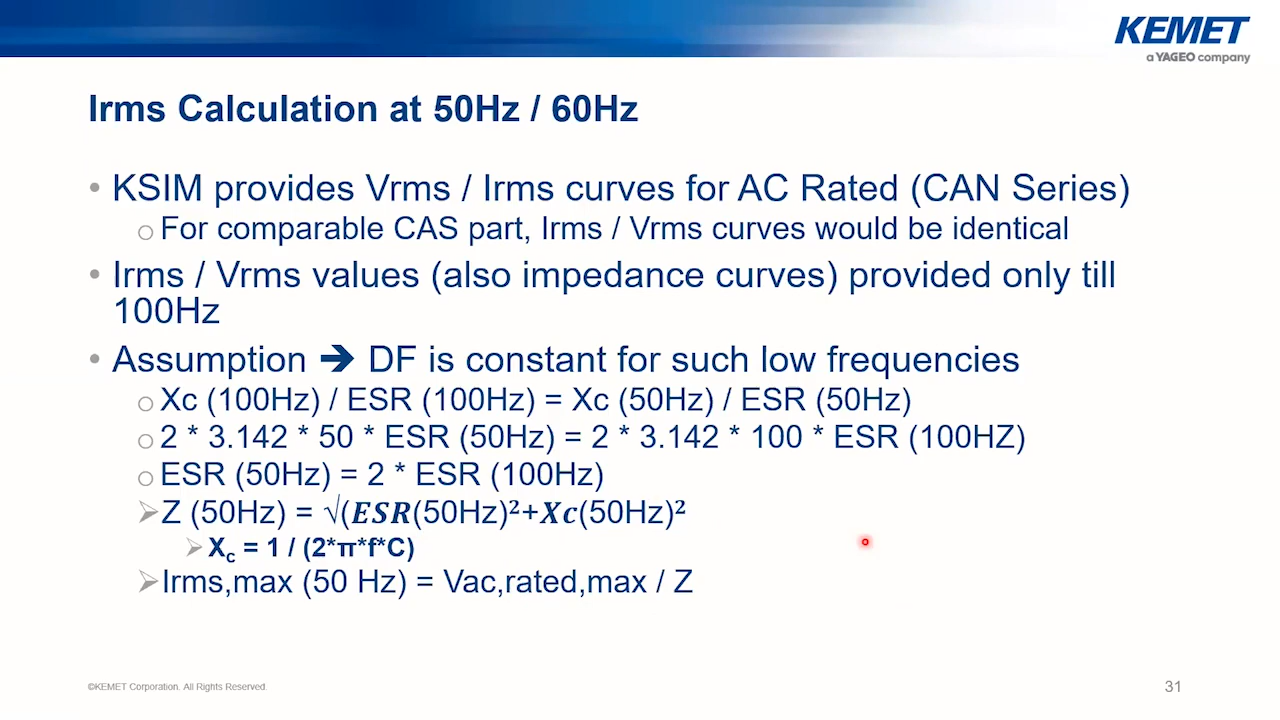 KEMET
a YAGEO company
Irms Calculation at 50Hz / 60Hz
• KSIM provides Vrms / Irms curves for AC Rated (CAN Series)
o For comparable CAS part, Irms / Vrms curves would be identical
• Irms / Vrms values (also impedance curves) provided only till
100Hz
• Assumption ➔ DF is constant for such low frequencies
o Xc (100Hz) / ESR (100Hz) = Xc (50Hz) / ESR (50Hz)
o 2 * 3.142 * 50 * ESR (50Hz) = 2 * 3.142 * 100 * ESR (100HZ)
o ESR (50Hz) = 2 * ESR (100Hz)
➢ Z (50Hz) = √(ESR(50Hz)²+Xc(50Hz)²
➢ Xc = 1 / (2*π*f*C)
➢ Irms,max (50 Hz) = Vac,rated,max / Z
©KEMET Corporation. All Rights Reserved.
31